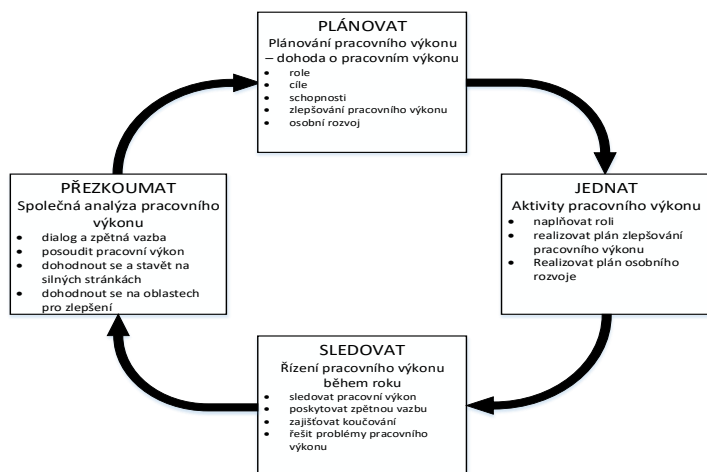 PLÁNOVAT
Plánování pracovního výkonu
– dohoda o pracovním výkonu
• role
• cíle
• schopnosti
• zlepšování pracovního výkonu
• osobní rozvoj
JEDNAT
Aktivity pracovního výkonu
• naplňovat roli
• realizovat plán zlepšování
pracovního výkonu
• Realizovat plán osobního
rozvoje
SLEDOVAT
Řízení pracovního výkonu
během roku
• sledovat pracovní výkon
• poskytovat zpětnou vazbu
• zajišťovat koučování
• řešit problémy pracovního
výkonu
PŘEZKOUMAT
Společná analýza pracovního
výkonu
• dialog a zpětná vazba
• posoudit pracovní výkon
• dohodnout se a stavět na
silných stránkách
• dohodnout se na oblastech
pro zlepšení